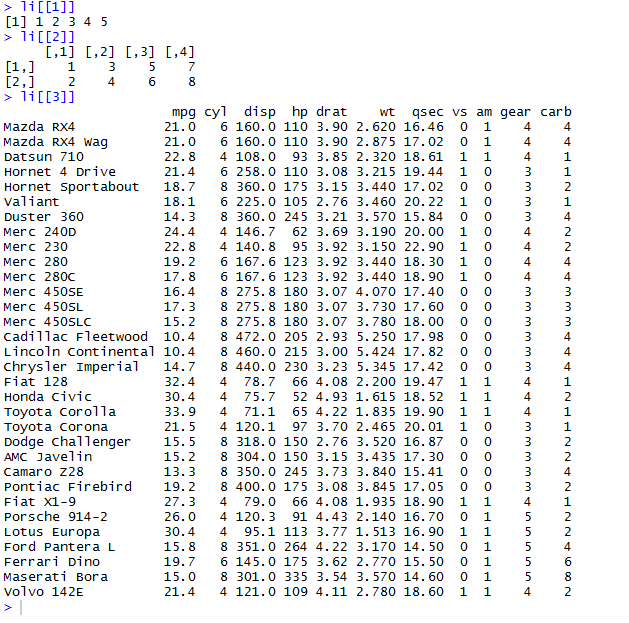 > li[[1]]
[1] 1 2 3 4 5
> li[[2]]
     [,1] [,2] [,3] [,4]
[1,]    1    3    5    7
[2,]    2    4    6    8
> li[[3]]
                     mpg cyl  disp  hp drat    wt  qsec vs am gear carb
Mazda RX4           21.0   6 160.0 110 3.90 2.620 16.46  0  1    4    4
Mazda RX4 Wag       21.0   6 160.0 110 3.90 2.875 17.02  0  1    4    4
Datsun 710          22.8   4 108.0  93 3.85 2.320 18.61  1  1    4    1
Hornet 4 Drive      21.4   6 258.0 110 3.08 3.215 19.44  1  0    3    1
Hornet Sportabout   18.7   8 360.0 175 3.15 3.440 17.02  0  0    3    2
Valiant             18.1   6 225.0 105 2.76 3.460 20.22  1  0    3    1
Duster 360          14.3   8 360.0 245 3.21 3.570 15.84  0  0    3    4
Merc 240D           24.4   4 146.7  62 3.69 3.190 20.00  1  0    4    2
Merc 230            22.8   4 140.8  95 3.92 3.150 22.90  1  0    4    2
Merc 280            19.2   6 167.6 123 3.92 3.440 18.30  1  0    4    4
Merc 280C           17.8   6 167.6 123 3.92 3.440 18.90  1  0    4    4
Merc 450SE          16.4   8 275.8 180 3.07 4.070 17.40  0  0    3    3
Merc 450SL          17.3   8 275.8 180 3.07 3.730 17.60  0  0    3    3
Merc 450SLC         15.2   8 275.8 180 3.07 3.780 18.00  0  0    3    3
Cadillac Fleetwood  10.4   8 472.0 205 2.93 5.250 17.98  0  0    3    4
Lincoln Continental 10.4   8 460.0 215 3.00 5.424 17.82  0  0    3    4
Chrysler Imperial   14.7   8 440.0 230 3.23 5.345 17.42  0  0    3    4
Fiat 128            32.4   4  78.7  66 4.08 2.200 19.47  1  1    4    1
Honda Civic         30.4   4  75.7  52 4.93 1.615 18.52  1  1    4    2
Toyota Corolla      33.9   4  71.1  65 4.22 1.835 19.90  1  1    4    1
Toyota Corona       21.5   4 120.1  97 3.70 2.465 20.01  1  0    3    1
Dodge Challenger    15.5   8 318.0 150 2.76 3.520 16.87  0  0    3    2
AMC Javelin         15.2   8 304.0 150 3.15 3.435 17.30  0  0    3    2
Camaro Z28          13.3   8 350.0 245 3.73 3.840 15.41  0  0    3    4
Pontiac Firebird    19.2   8 400.0 175 3.08 3.845 17.05  0  0    3    2
Fiat X1-9           27.3   4  79.0  66 4.08 1.935 18.90  1  1    4    1
Porsche 914-2       26.0   4 120.3  91 4.43 2.140 16.70  0  1    5    2
Lotus Europa        30.4   4  95.1 113 3.77 1.513 16.90  1  1    5    2
Ford Pantera L      15.8   8 351.0 264 4.22 3.170 14.50  0  1    5    4
Ferrari Dino        19.7   6 145.0 175 3.62 2.770 15.50  0  1    5    6
Maserati Bora       15.0   8 301.0 335 3.54 3.570 14.60  0  1    5    8
Volvo 142E          21.4   4 121.0 109 4.11 2.780 18.60  1  1    4    2
>